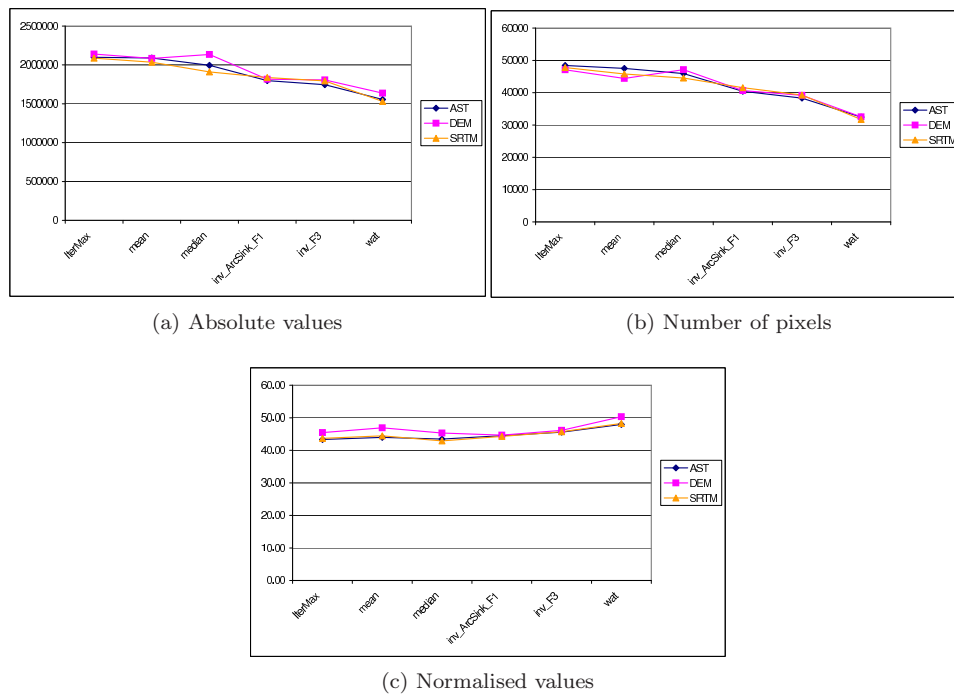 2500000
2000000
1500000
1000000
500000
0
IterMax
mean
median
inv_ArcSink_F1
inv_F3
wat
AST
DEM
SRTM
(a) Absolute values
60000
50000
40000
30000
20000
10000
0
IterMax
mean
median
inv_ArcSink_F1
inv_F3
wat
AST
DEM
SRTM
(b) Number of pixels
60.00
50.00
40.00
30.00
20.00
10.00
0.00
IterMax
mean
median
inv_ArcSink_F1
inv_F3
wat
AST
DEM
SRTM
(c) Normalised values